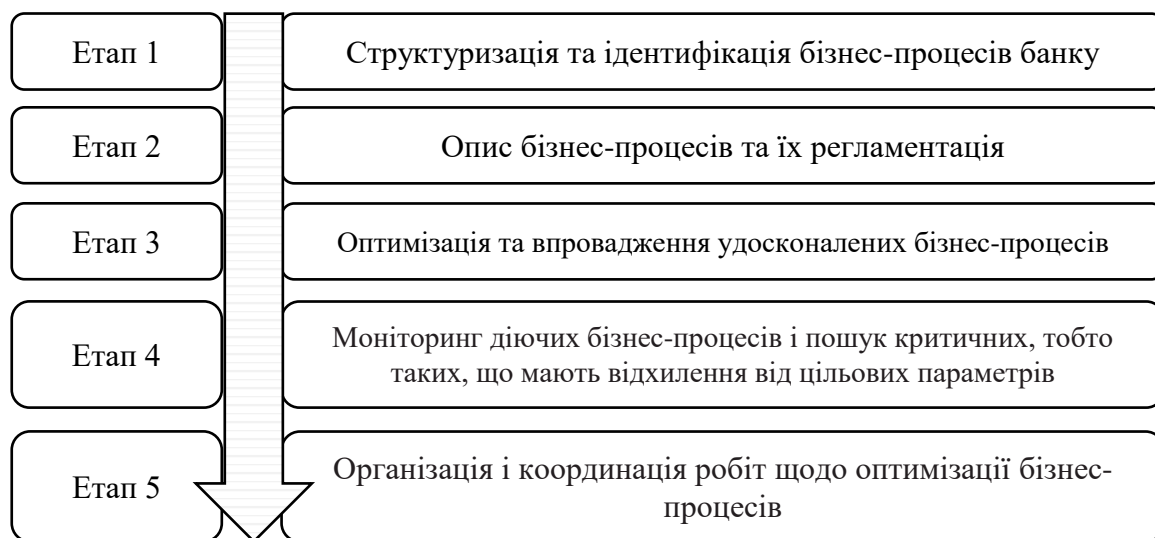 Етап 1
Структуризація та ідентифікація бізнес-процесів банку
Етап 2
Опис бізнес-процесів та їх регламентація
Етап 3
Оптимізація та впровадження удосконалених бізнес-процесів
Етап 4
Моніторинг діючих бізнес-процесів і пошук критичних, тобто
таких, що мають відхилення від цільових параметрів
Етап 5
Організація і координація робіт щодо оптимізації бізнес-
процесів